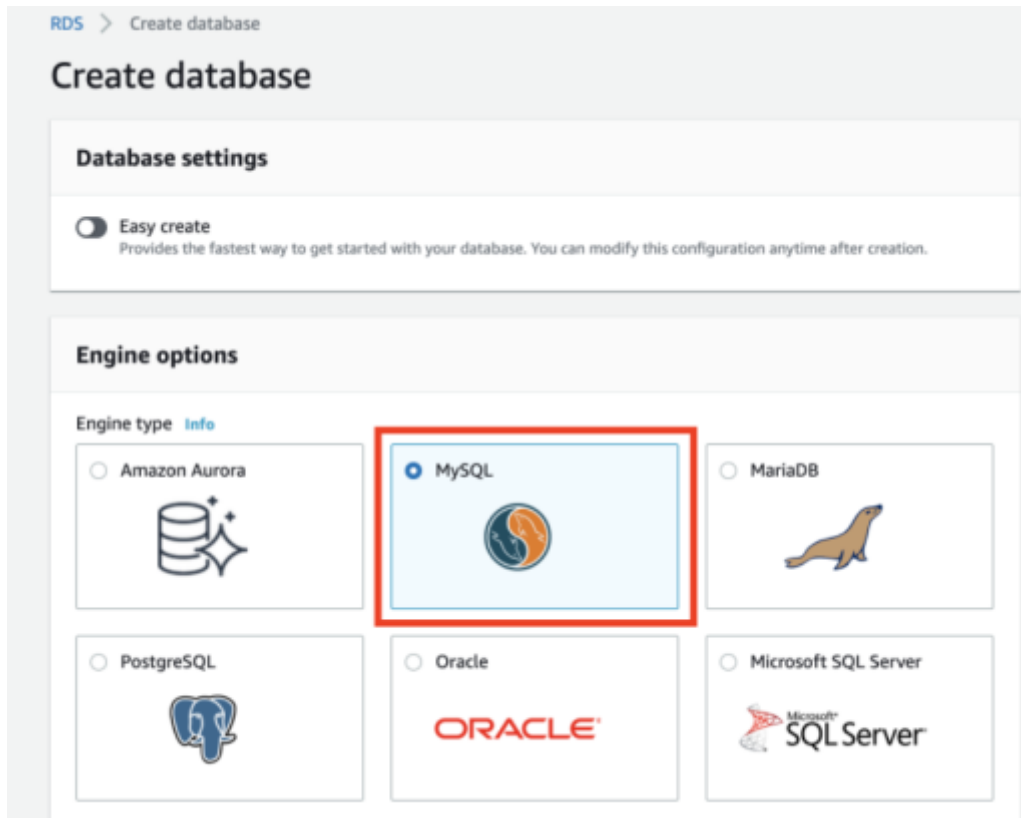 RDS > Create database
Create database
Database settings
Easy create
Provides the fastest way to get started with your database. You can modify this configuration anytime after creation.
Engine options
Engine type Info
Amazon Aurora
MySQL
MariaDB
PostgreSQL
Oracle
Microsoft SQL Server
ORACLE
Microsoft
SQL Server